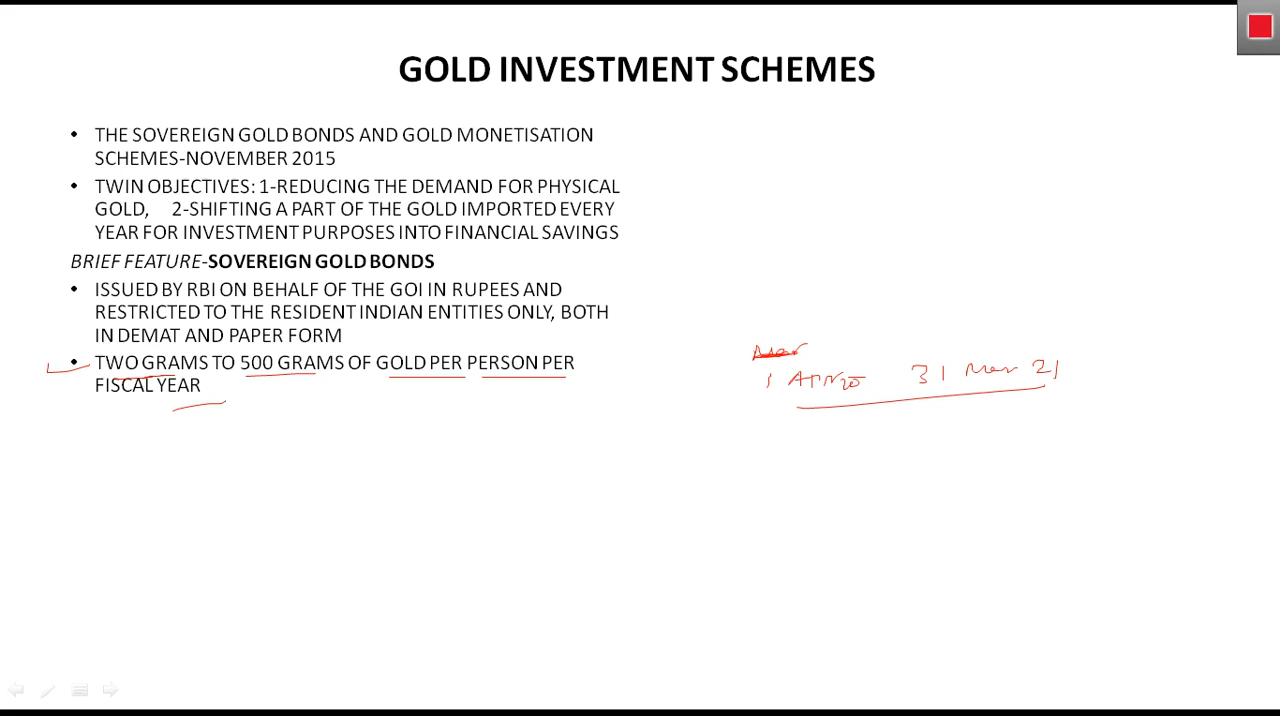 GOLD INVESTMENT SCHEMES
• THE SOVEREIGN GOLD BONDS AND GOLD MONETISATION
SCHEMES-NOVEMBER 2015
• TWIN OBJECTIVES: 1-REDUCING THE DEMAND FOR PHYSICAL
GOLD, 2-SHIFTING A PART OF THE GOLD IMPORTED EVERY
YEAR FOR INVESTMENT PURPOSES INTO FINANCIAL SAVINGS
BRIEF FEATURE-SOVEREIGN GOLD BONDS
• ISSUED BY RBI ON BEHALF OF THE GOI IN RUPEES AND
RESTRICTED TO THE RESIDENT INDIAN ENTITIES ONLY, BOTH
IN DEMAT AND PAPER FORM
• TWO GRAMS TO 500 GRAMS OF GOLD PER PERSON PER
FISCAL YEAR
1 APR 20 31 Mar 21